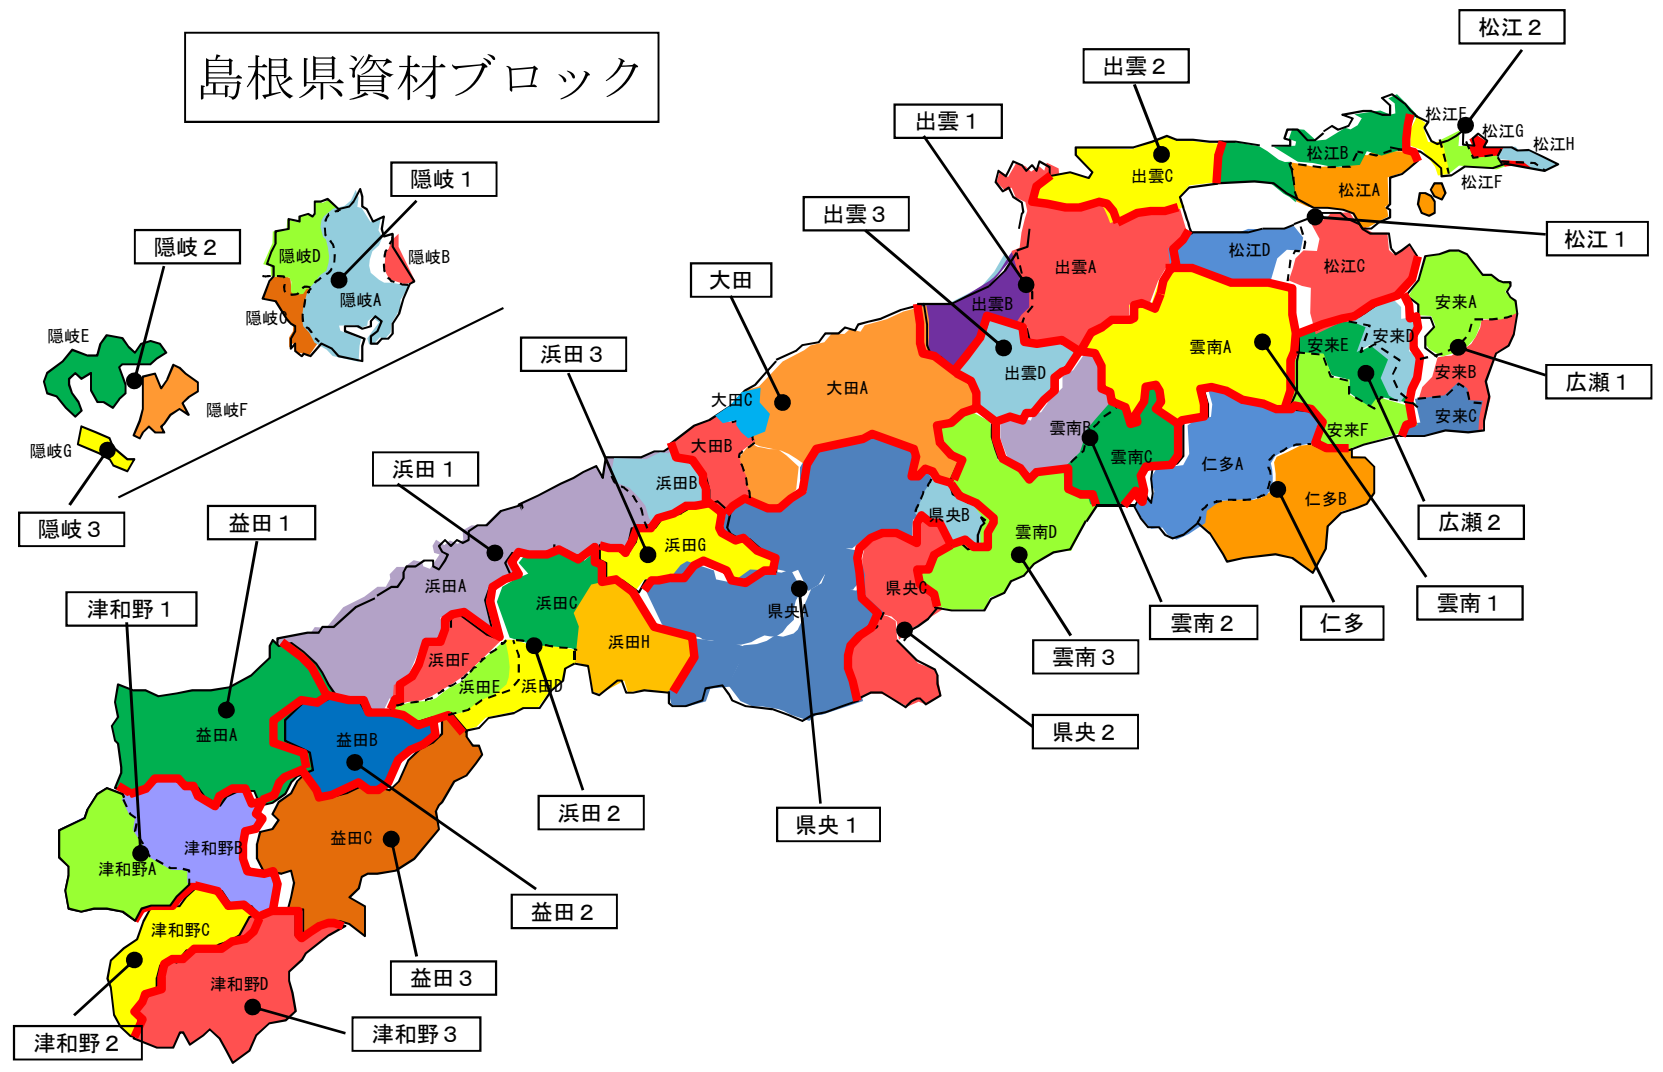 島根県資材ブロック
松江２
出雲２
出雲１
松江E
松江G
松江H
松江B
松江F
松江A
出雲C
隠岐１
出雲３
松江１
隠岐２
隠岐D
隠岐B
松江D
松江C
出雲A
大田
隠岐A
隠岐C
出雲B
安来A
隠岐E
浜田３
安来E
安来D
雲南A
出雲D
安来B
広瀬１
大田A
大田C
隠岐F
安来C
雲南B
安来F
大田B
隠岐G
浜田１
雲南C
仁多A
浜田B
仁多B
隠岐３
益田１
県央B
広瀬２
雲南D
浜田G
浜田A
県央C
浜田C
県央A
雲南１
津和野１
雲南２
仁多
浜田H
浜田F
雲南３
浜田E
浜田D
益田A
益田B
県央２
浜田２
県央１
益田C
津和野B
津和野A
益田２
津和野C
益田３
津和野D
津和野３
津和野２